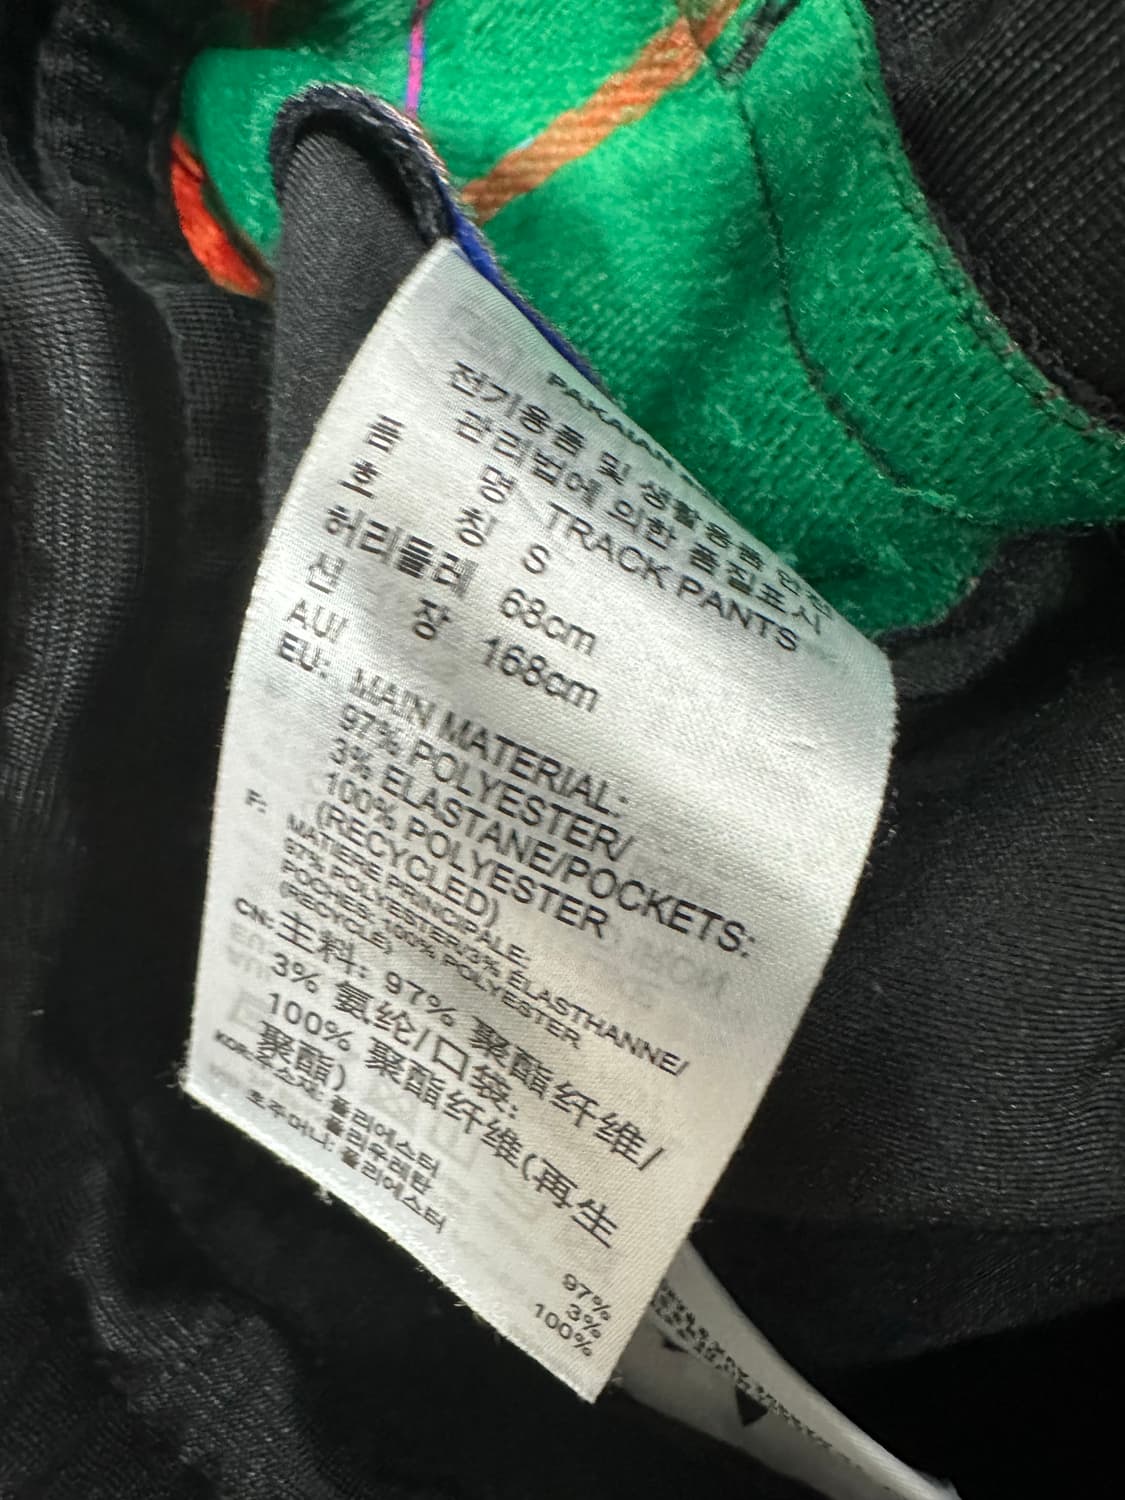 PAKAIAN
전기용품 및 생활용품 안전
관리법에 의한 품질표시
품 명 TRACK PANTS
호 칭 S
허리둘레 68cm
신 장 168cm
AU/
EU: MAIN MATERIAL:
97% POLYESTER/
3% ELASTANE/POCKETS:
100% POLYESTER
(RECYCLED)
F: MATIERE PRINCIPALE:
97% POLYESTER/3% ELASTHANNE/
POCHES: 100% POLYESTER
(RECYCLE)
CN: 主料: 97% 聚酯纤维/
3% 氨纶/口袋:
100% 聚酯纤维(再生
聚酯)
KOR: 폴리에스터 97%
폴리우레탄 3%
호주머니: 폴리에스터 100%